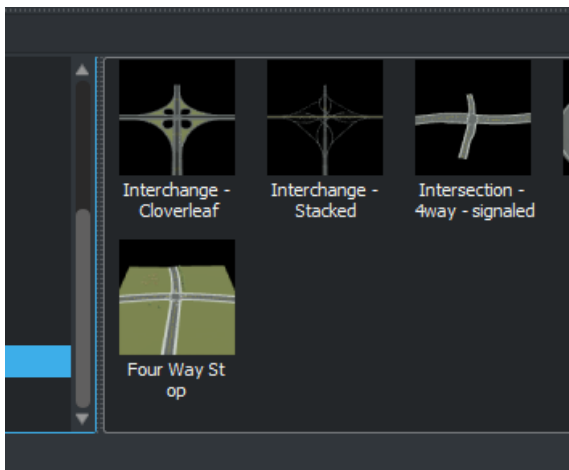 Interchange -
Cloverleaf
Interchange -
Stacked
Intersection -
4way - signaled
Four Way St
op